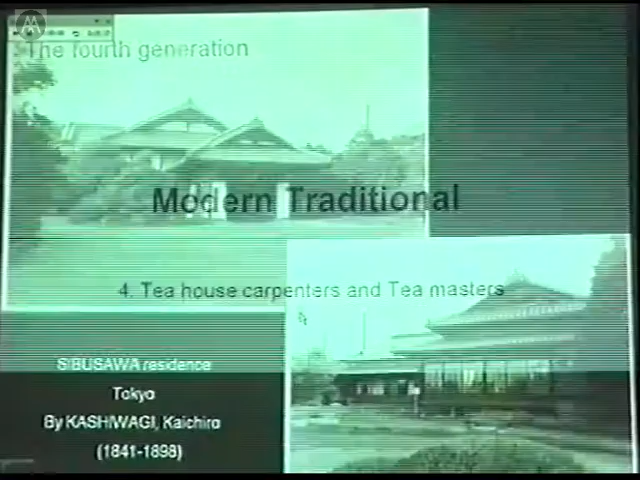 The fourth generation
Modern Traditional
4. Tea house carpenters and Tea masters
SIBUSAWA residence
Tokyo
By KASHIWAGI, Kaichiro
(1841-1898)